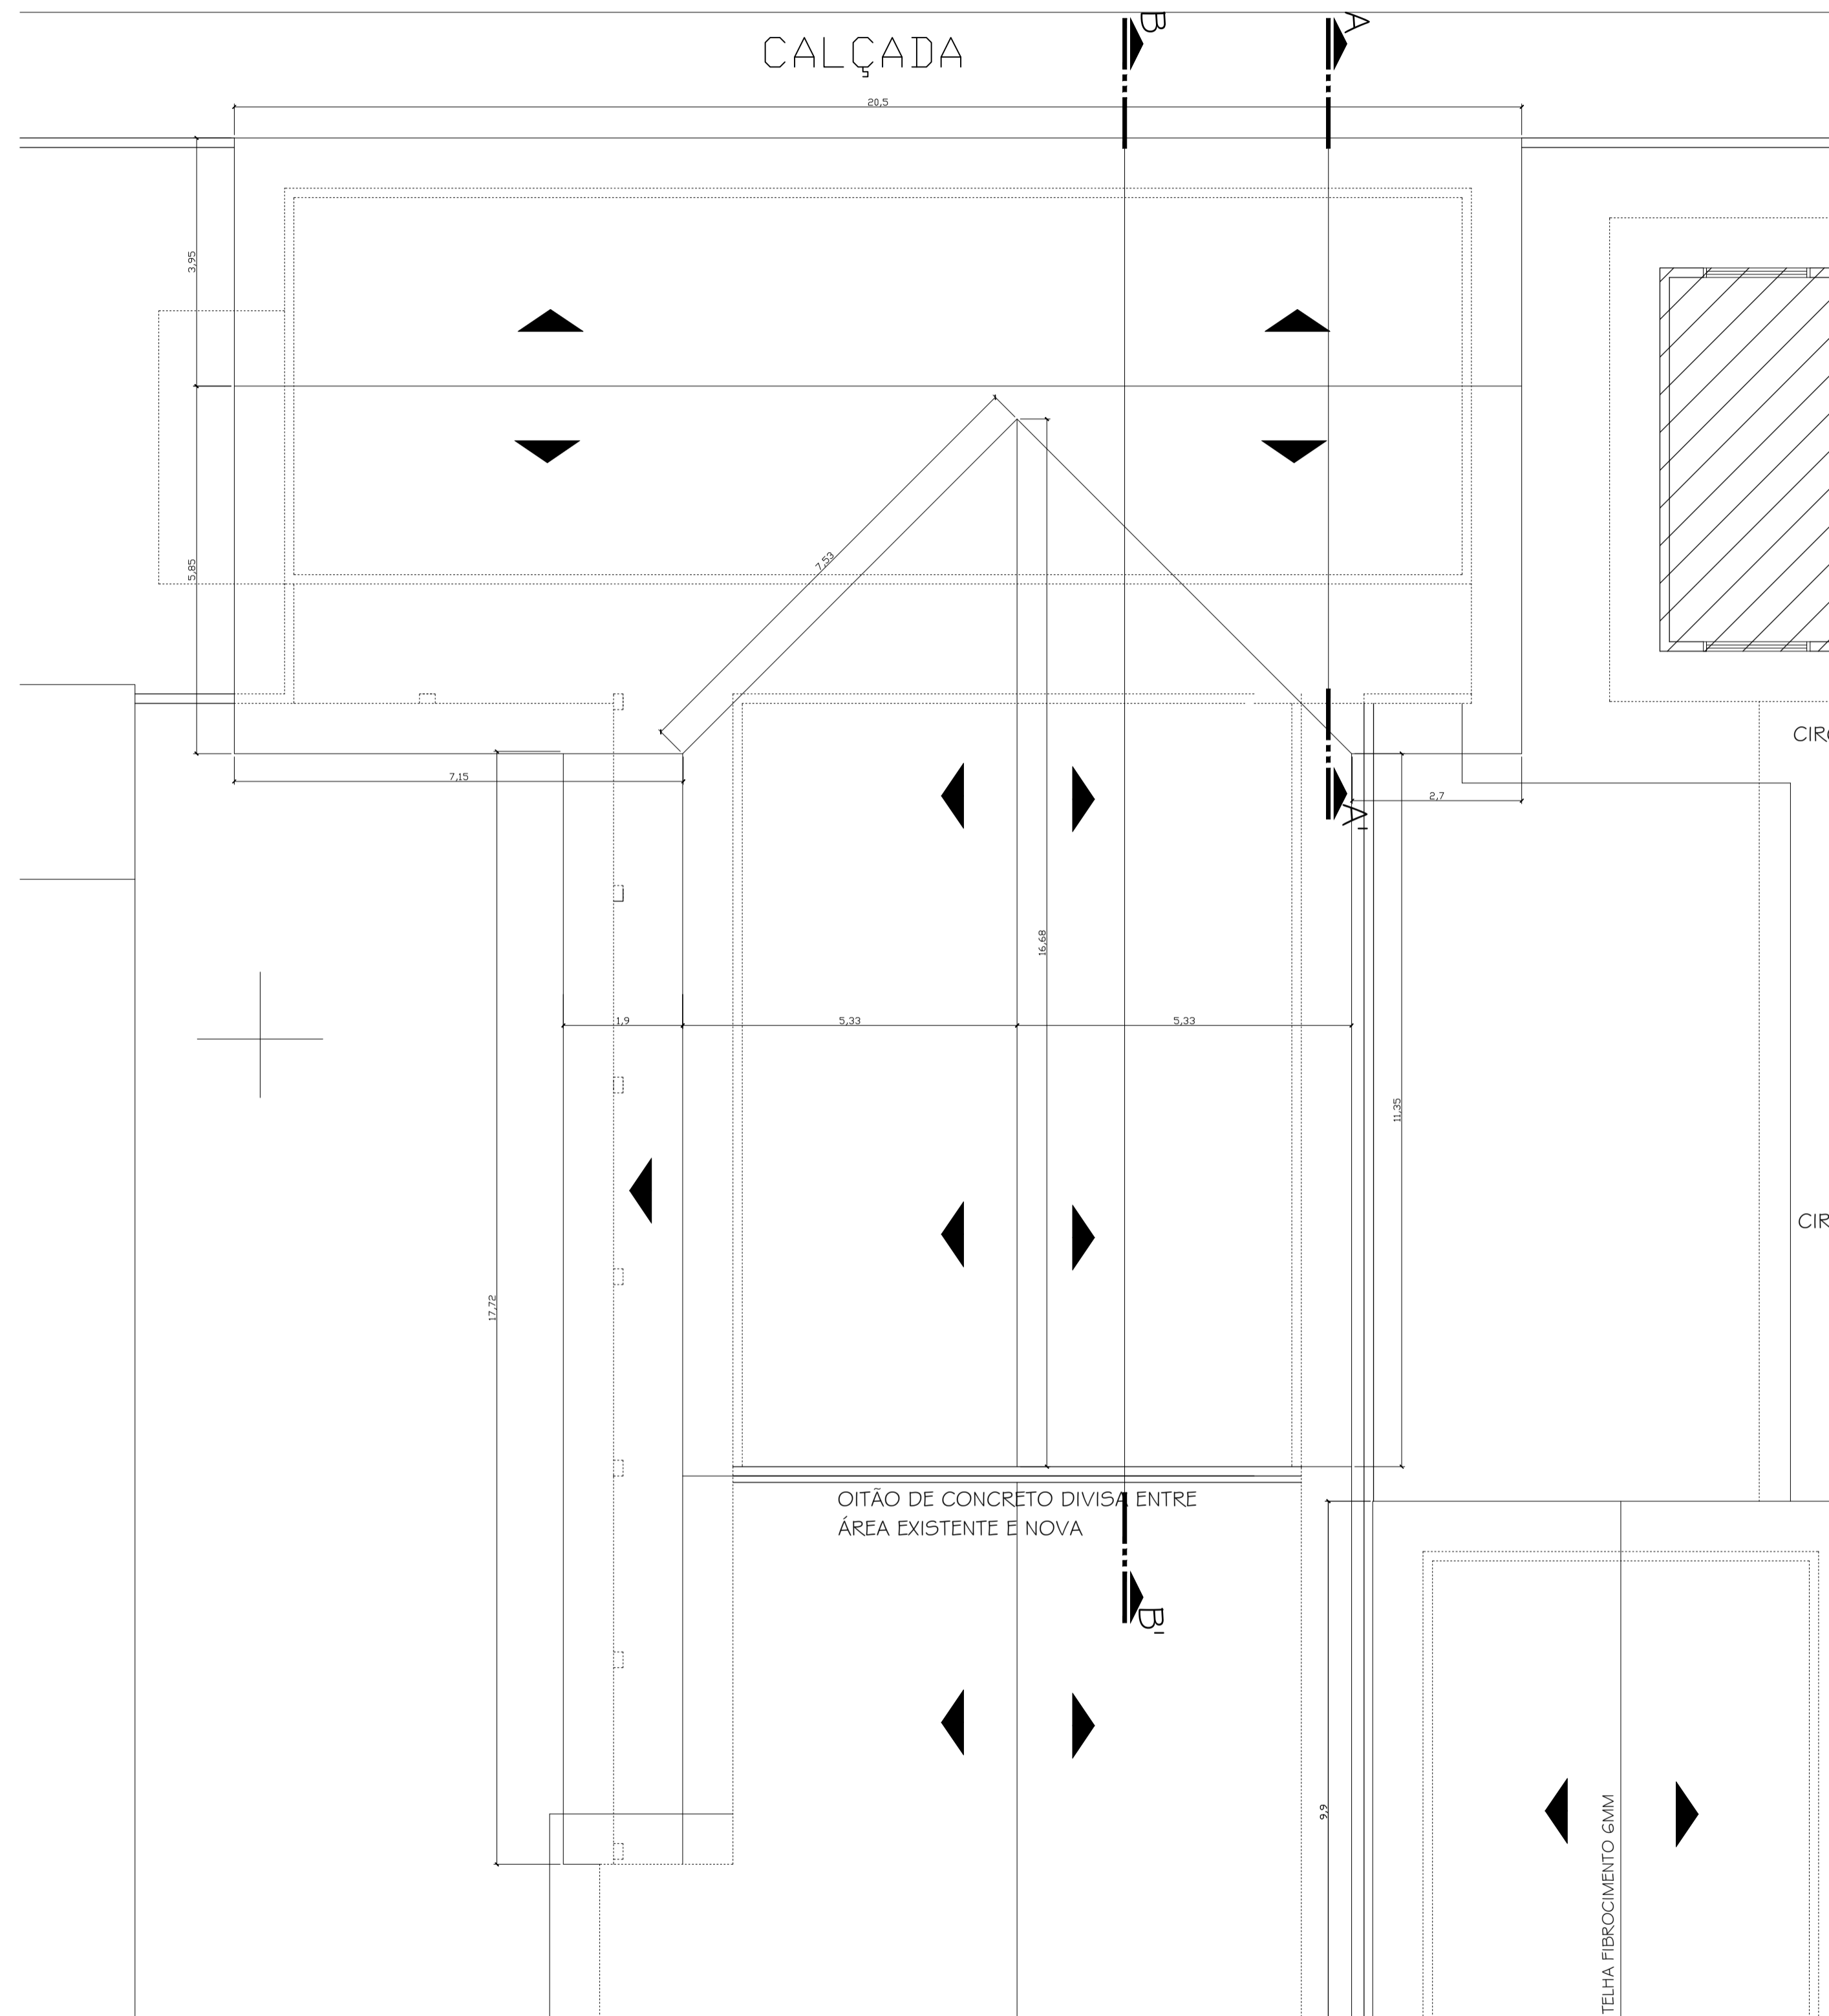 CALÇADA
B
A
20,5
3,95
5,85
7,53
7,15
2,7
A'
16,68
1,9
5,33
5,33
11,35
17,72
OITÃO DE CONCRETO DIVISA ENTRE
ÁREA EXISTENTE E NOVA
B'
9,9
TELHA FIBROCIMENTO 6MM